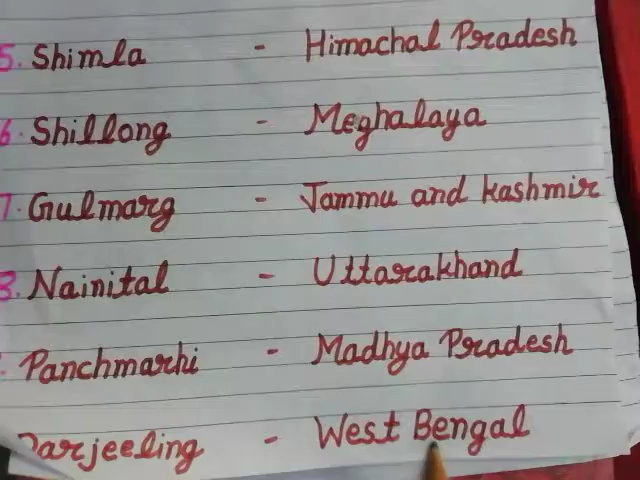 5. Shimla - Himachal Pradesh
6. Shillong - Meghalaya
7. Gulmarg - Jammu and Kashmir
8. Nainital - Uttarakhand
Panchmarhi - Madhya Pradesh
Darjeeling - West Bengal